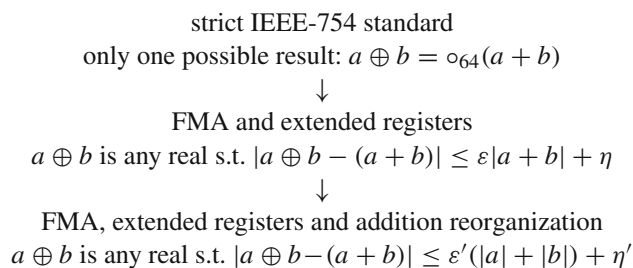 strict IEEE-754 standard
only one possible result: a ⊕ b = ∘₆₄(a + b)
↓
FMA and extended registers
a ⊕ b is any real s.t. |a ⊕ b − (a + b)| ≤ ε|a + b| + η
↓
FMA, extended registers and addition reorganization
a ⊕ b is any real s.t. |a ⊕ b−(a + b)| ≤ ε′(|a| + |b|) + η′